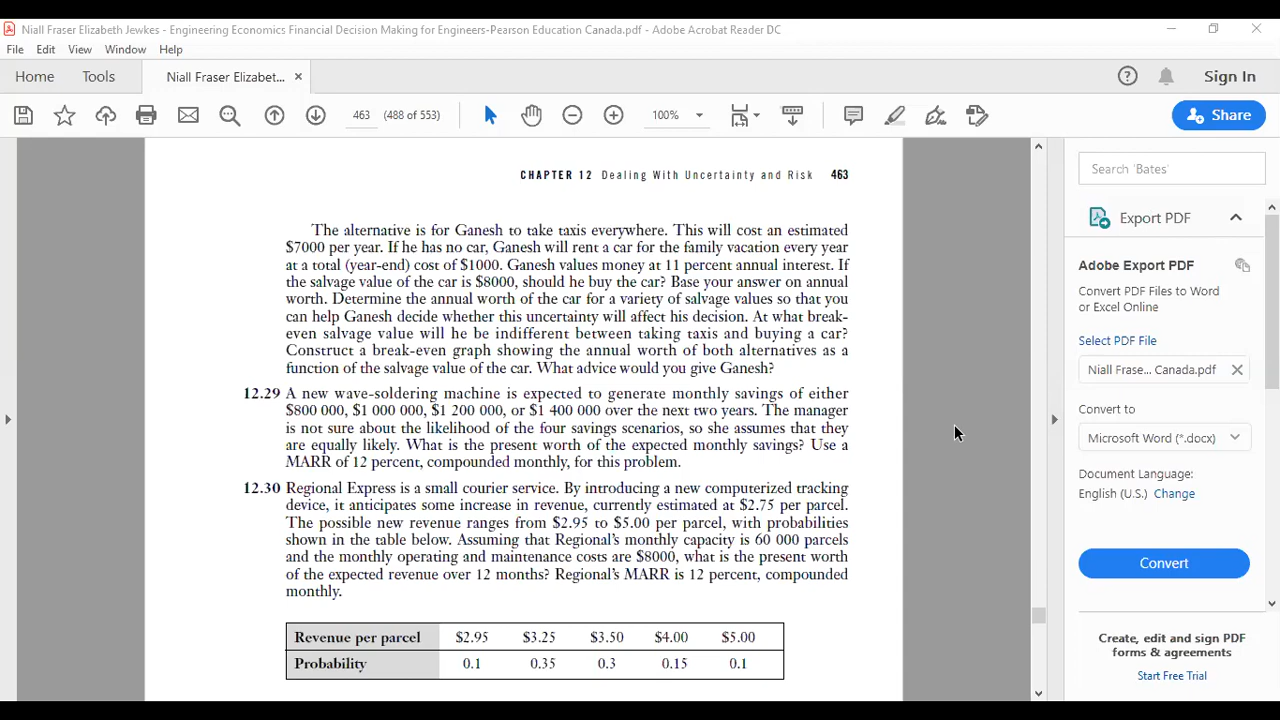 Niall Fraser Elizabeth Jewkes - Engineering Economics Financial Decision Making for Engineers-Pearson Education Canada.pdf - Adobe Acrobat Reader DC
File Edit View Window Help
Home Tools Niall Fraser Elizabet... × Sign In
463 (488 of 553) 100% Share
CHAPTER 12 Dealing With Uncertainty and Risk 463
The alternative is for Ganesh to take taxis everywhere. This will cost an estimated
$7000 per year. If he has no car, Ganesh will rent a car for the family vacation every year
at a total (year-end) cost of $1000. Ganesh values money at 11 percent annual interest. If
the salvage value of the car is $8000, should he buy the car? Base your answer on annual
worth. Determine the annual worth of the car for a variety of salvage values so that you
can help Ganesh decide whether this uncertainty will affect his decision. At what break-
even salvage value will he be indifferent between taking taxis and buying a car?
Construct a break-even graph showing the annual worth of both alternatives as a
function of the salvage value of the car. What advice would you give Ganesh?
12.29 A new wave-soldering machine is expected to generate monthly savings of either
$800 000, $1 000 000, $1 200 000, or $1 400 000 over the next two years. The manager
is not sure about the likelihood of the four savings scenarios, so she assumes that they
are equally likely. What is the present worth of the expected monthly savings? Use a
MARR of 12 percent, compounded monthly, for this problem.
12.30 Regional Express is a small courier service. By introducing a new computerized tracking
device, it anticipates some increase in revenue, currently estimated at $2.75 per parcel.
The possible new revenue ranges from $2.95 to $5.00 per parcel, with probabilities
shown in the table below. Assuming that Regional's monthly capacity is 60 000 parcels
and the monthly operating and maintenance costs are $8000, what is the present worth
of the expected revenue over 12 months? Regional's MARR is 12 percent, compounded
monthly.
Revenue per parcel $2.95 $3.25 $3.50 $4.00 $5.00
Probability 0.1 0.35 0.3 0.15 0.1
Search 'Bates'
Export PDF
Adobe Export PDF
Convert PDF Files to Word
or Excel Online
Select PDF File
Niall Frase... Canada.pdf
Convert to
Microsoft Word (*.docx)
Document Language:
English (U.S.) Change
Convert
Create, edit and sign PDF
forms & agreements
Start Free Trial